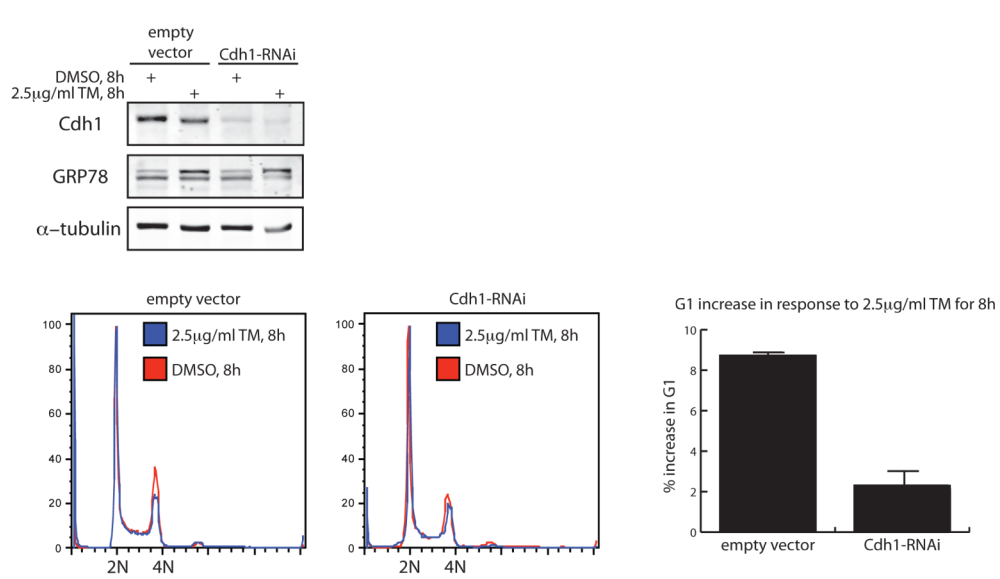 empty
vector
Cdh1-RNAi
DMSO, 8h + +
2.5µg/ml TM, 8h + +
Cdh1
GRP78
α–tubulin
empty vector
100
80
60
40
20
0
2N 4N
2.5µg/ml TM, 8h
DMSO, 8h
Cdh1-RNAi
100
80
60
40
20
0
2N 4N
2.5µg/ml TM, 8h
DMSO, 8h
G1 increase in response to 2.5µg/ml TM for 8h
% increase in G1
10
8
6
4
2
0
empty vector Cdh1-RNAi